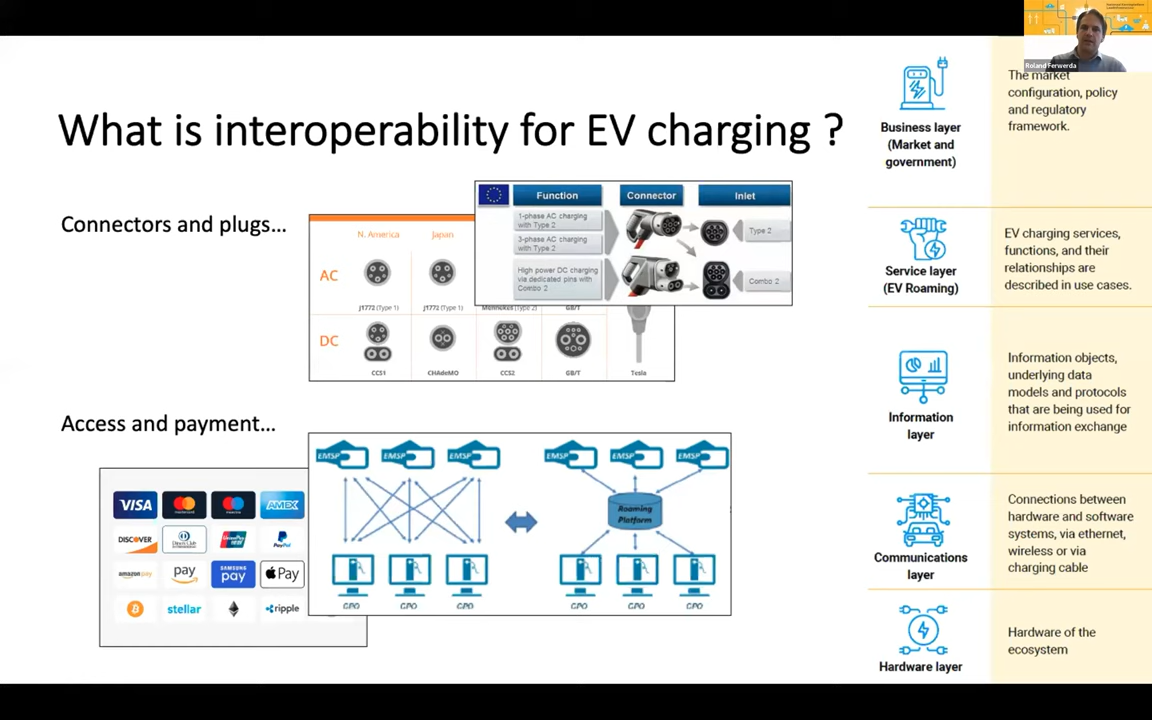 Roland Ferwerda
What is interoperability for EV charging ?
Connectors and plugs...
N. America
Japan
AC
J1772 (Type 1)
J1772 (Type 1)
Mennekes (Type 2)
GB/T
DC
CCS1
CHAdeMO
CCS2
GB/T
Tesla
Function
Connector
Inlet
1-phase AC charging
with Type 2
3-phase AC charging
with Type 2
High power DC charging
via dedicated pins with
Combo 2
Type 2
Combo 2
Access and payment...
VISA
AMEX
DISCOVER
Diners Club
UnionPay
PayPal
amazon pay
pay
SAMSUNG
pay
Pay
stellar
ripple
EMSP
EMSP
EMSP
EMSP
EMSP
EMSP
Roaming
Platform
CPO
CPO
CPO
CPO
CPO
CPO
Business layer
(Market and
government)
The market
configuration, policy
and regulatory
framework.
Service layer
(EV Roaming)
EV charging services,
functions, and their
relationships are
described in use cases.
Information
layer
Information objects,
underlying data
models and protocols
that are being used for
information exchange
Communications
layer
Connections between
hardware and software
systems, via ethernet,
wireless or via
charging cable
Hardware layer
Hardware of the
ecosystem